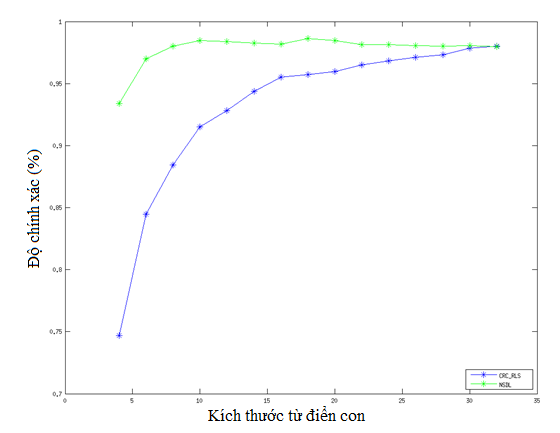 1
0.95
0.9
0.85
0.8
0.75
0.7
Độ chính xác (%)
0 5 10 15 20 25 30 35
CRC_RLS
NSDL
Kích thước từ điển con